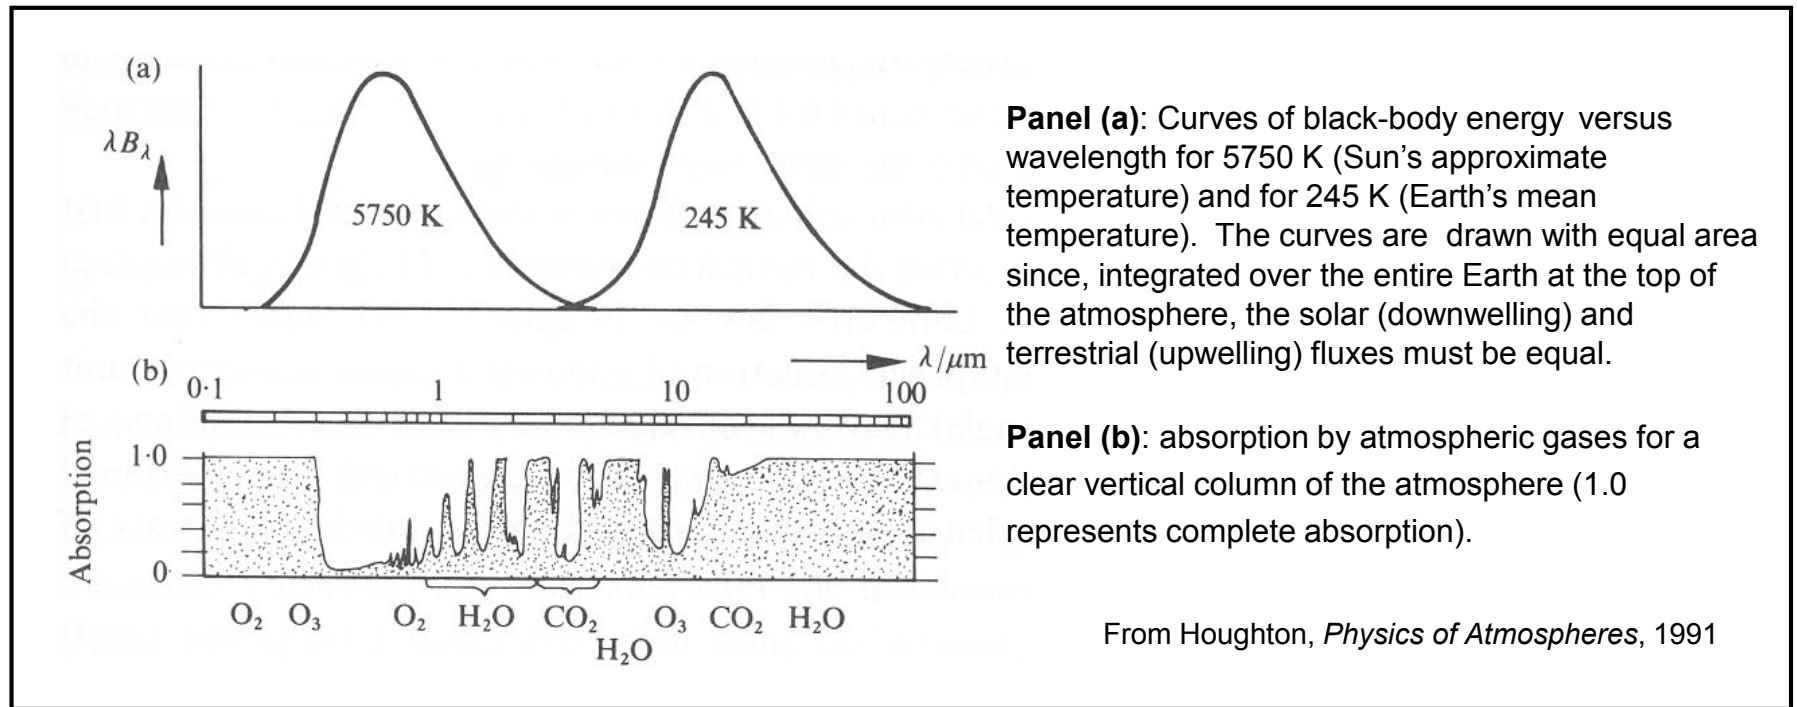 (a)
λBλ
5750 K
245 K
λ/μm
(b)
0·1
1
10
100
Absorption
1·0
0·
O₂
O₃
O₂
H₂O
CO₂
O₃
CO₂
H₂O
H₂O
Panel (a): Curves of black-body energy versus
wavelength for 5750 K (Sun's approximate
temperature) and for 245 K (Earth's mean
temperature). The curves are drawn with equal area
since, integrated over the entire Earth at the top of
the atmosphere, the solar (downwelling) and
terrestrial (upwelling) fluxes must be equal.
Panel (b): absorption by atmospheric gases for a
clear vertical column of the atmosphere (1.0
represents complete absorption).
From Houghton, Physics of Atmospheres, 1991